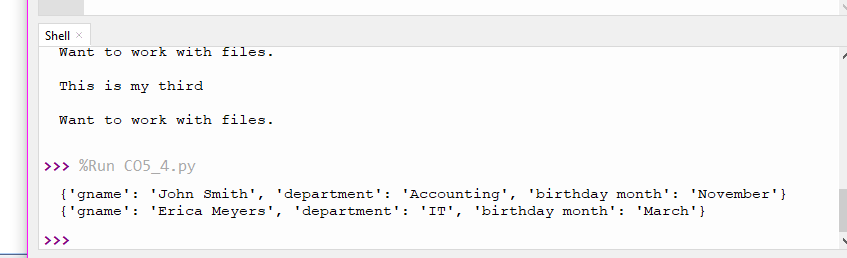 Shell ×
Want to work with files.
This is my third
Want to work with files.
>>> %Run CO5_4.py
{'gname': 'John Smith', 'department': 'Accounting', 'birthday month': 'November'}
{'gname': 'Erica Meyers', 'department': 'IT', 'birthday month': 'March'}
>>>